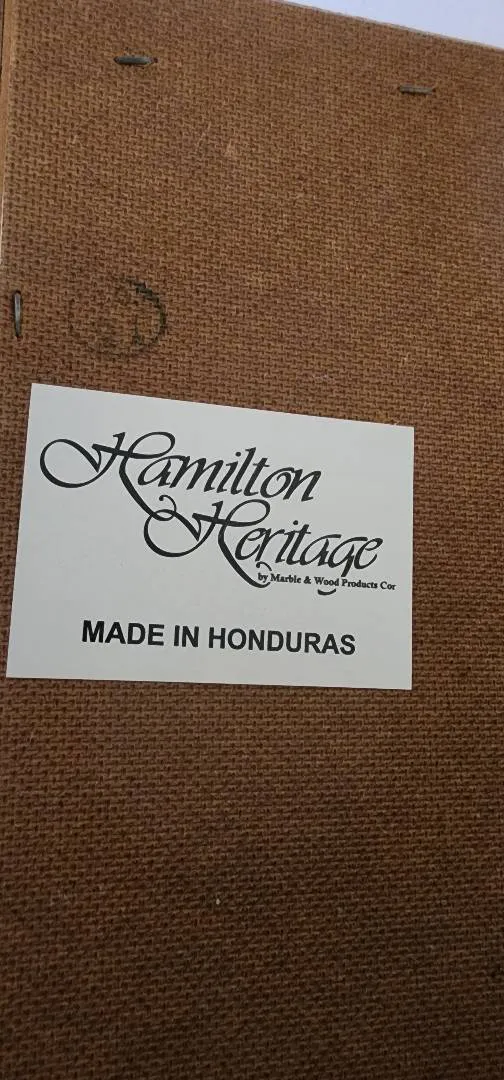 Hamilton
Heritage
by Marble & Wood Products Cor
MADE IN HONDURAS